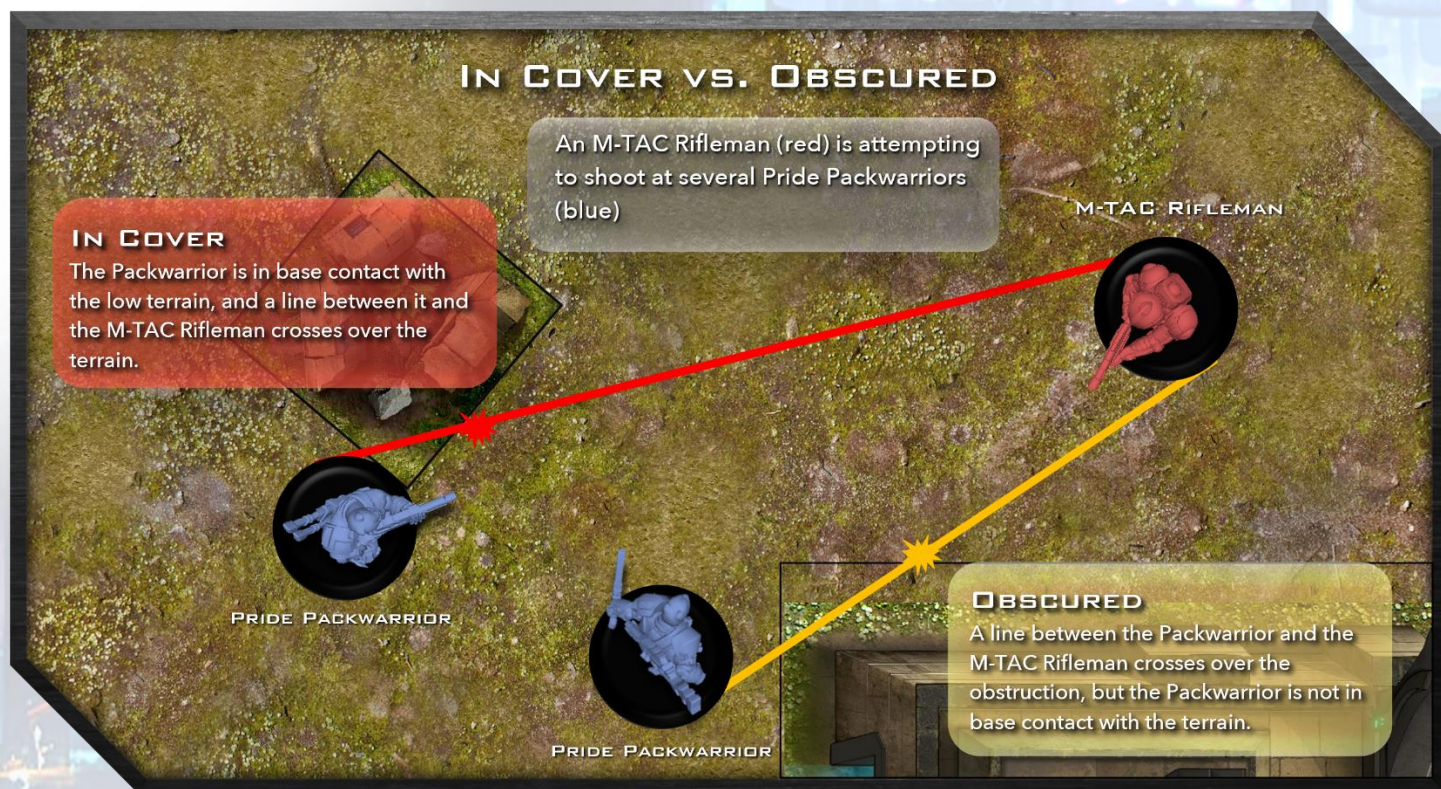 In Cover vs. Obscured
An M-TAC Rifleman (red) is attempting
to shoot at several Pride Packwarriors
(blue)
M-TAC Rifleman
In Cover
The Packwarrior is in base contact with
the low terrain, and a line between it and
the M-TAC Rifleman crosses over the
terrain.
Pride Packwarrior
Obscured
A line between the Packwarrior and the
M-TAC Rifleman crosses over the
obstruction, but the Packwarrior is not in
base contact with the terrain.
Pride Packwarrior